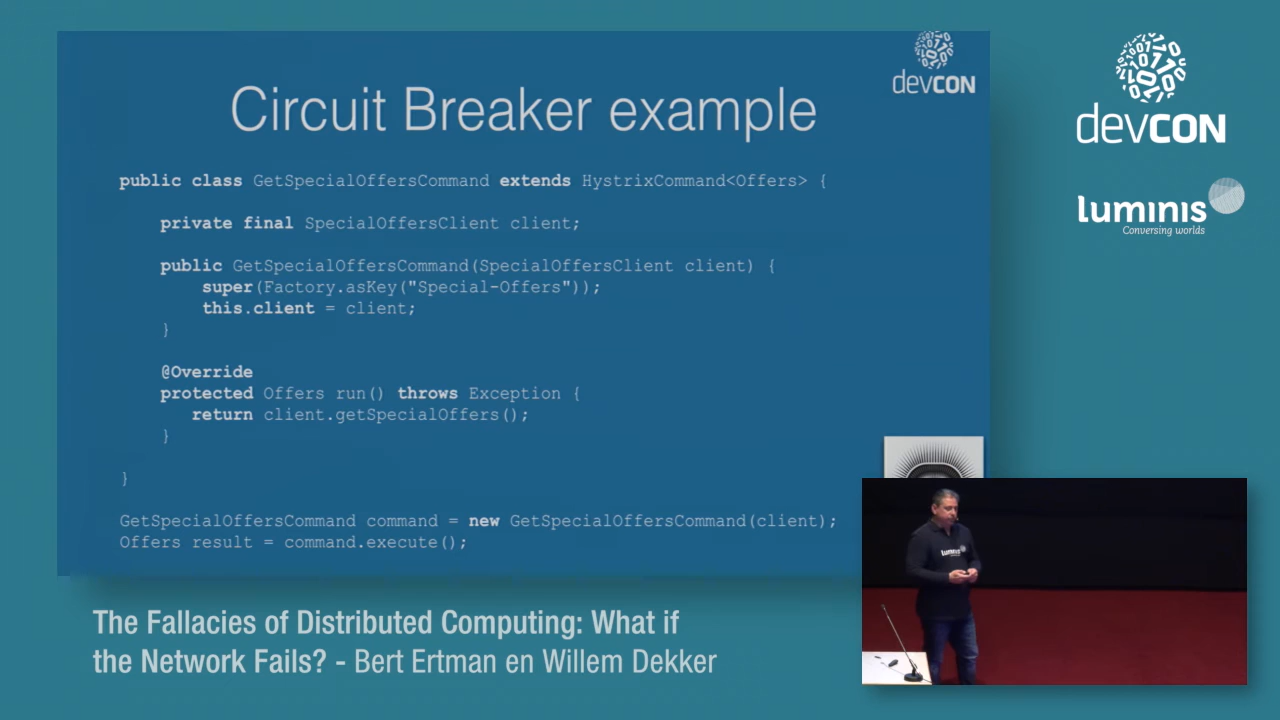 devcon
Circuit Breaker example
public class GetSpecialOffersCommand extends HystrixCommand<Offers> {
private final SpecialOffersClient client;
public GetSpecialOffersCommand(SpecialOffersClient client) {
super(Factory.asKey("Special-Offers"));
this.client = client;
}
@Override
protected Offers run() throws Exception {
return client.getSpecialOffers();
}
}
GetSpecialOffersCommand command = new GetSpecialOffersCommand(client);
Offers result = command.execute();
devcon
luminis
Conversing worlds
luminis
The Fallacies of Distributed Computing: What if
the Network Fails? - Bert Ertman en Willem Dekker